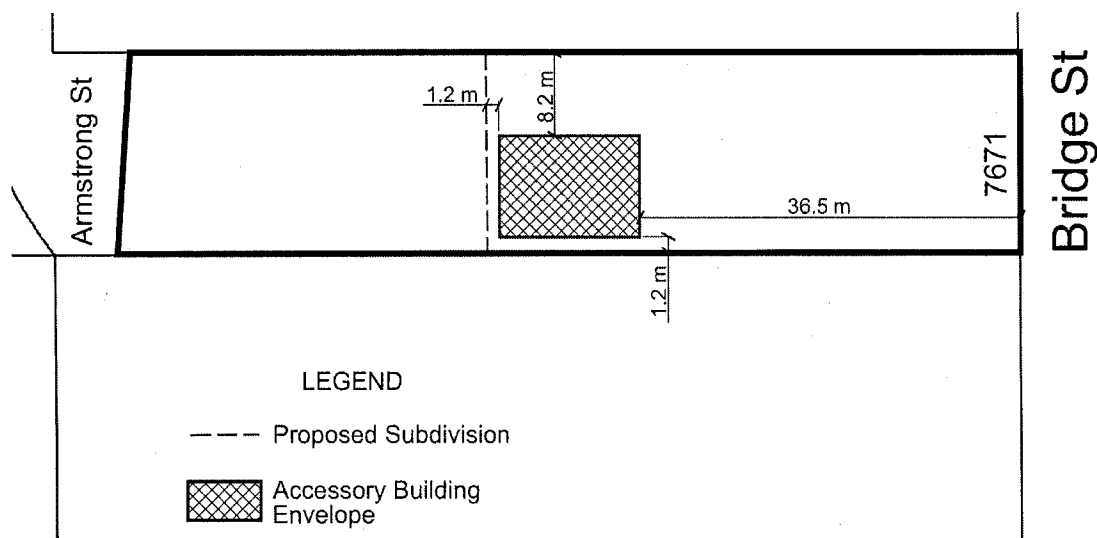 Armstrong St
1.2 m
8.2 m
36.5 m
1.2 m
7671
Bridge St
LEGEND
Proposed Subdivision
Accessory Building
Envelope